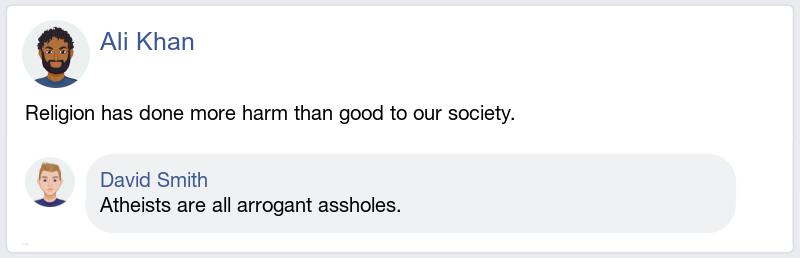 Ali Khan
Religion has done more harm than good to our society.
David Smith
Atheists are all arrogant assholes.